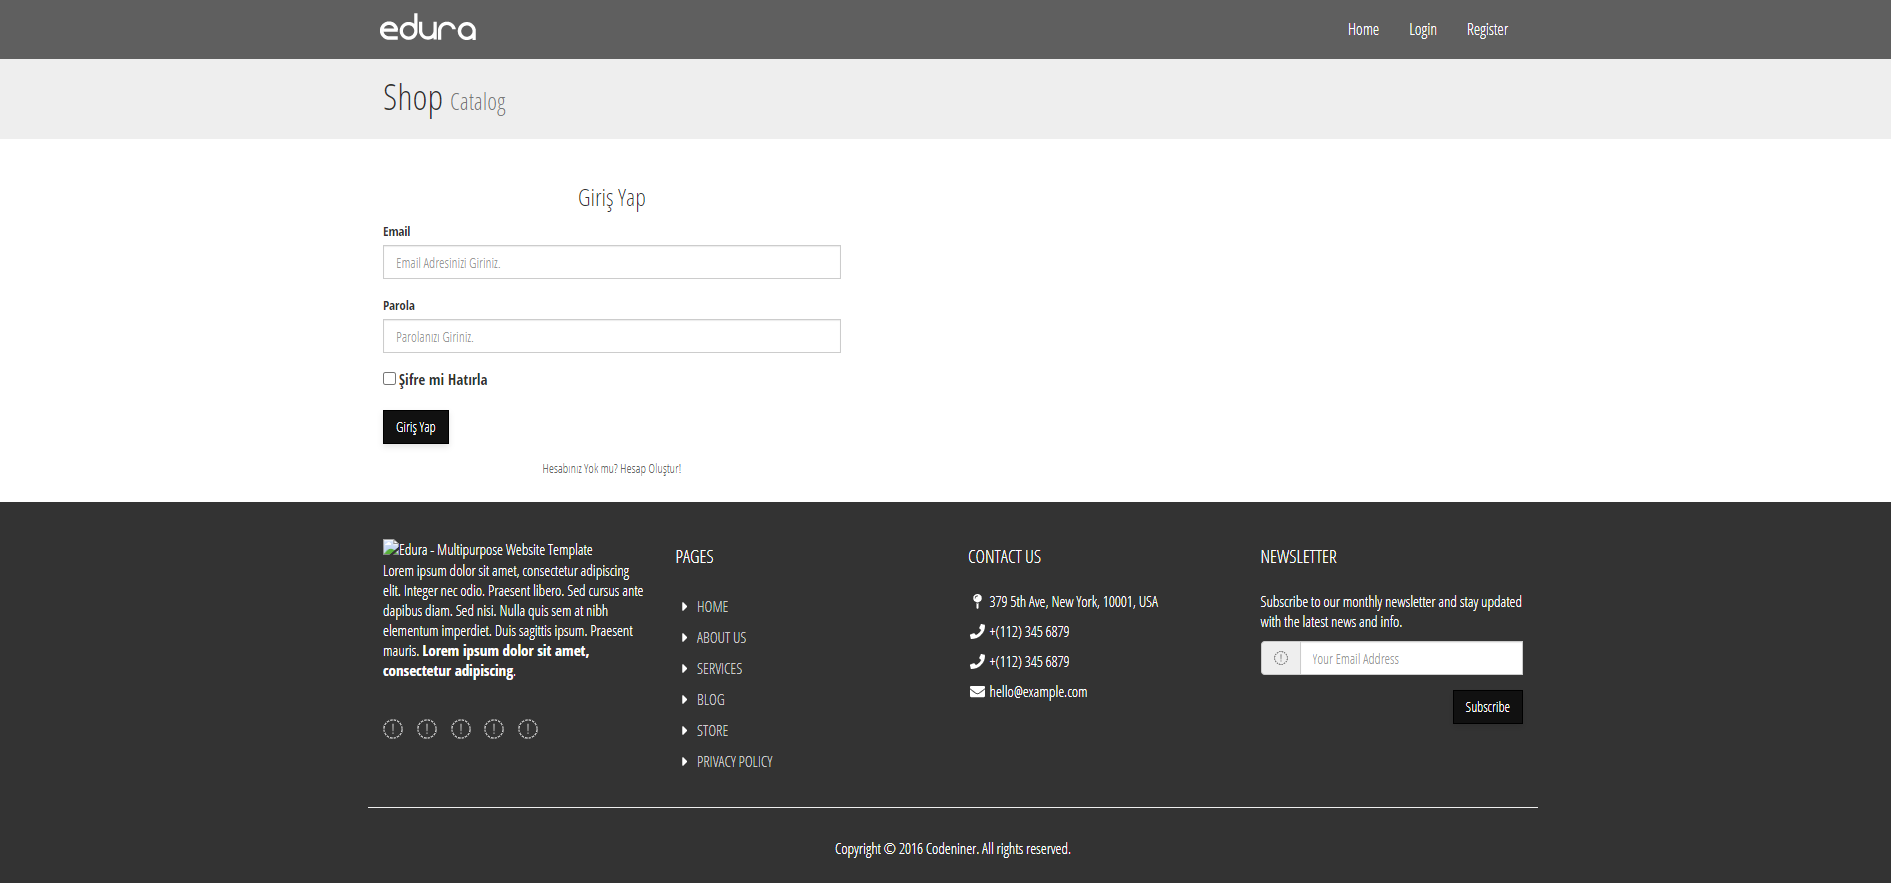 edura
Home Login Register
Shop Catalog
Giriş Yap
Email
Email Adresinizi Giriniz.
Parola
Parolanızı Giriniz.
Şifre mi Hatırla
Giriş Yap
Hesabınız Yok mu? Hesap Oluştur!
Edura - Multipurpose Website Template
Lorem ipsum dolor sit amet, consectetur adipiscing
elit. Integer nec odio. Praesent libero. Sed cursus ante
dapibus diam. Sed nisi. Nulla quis sem at nibh
elementum imperdiet. Duis sagittis ipsum. Praesent
mauris. Lorem ipsum dolor sit amet,
consectetur adipiscing.
PAGES
HOME
ABOUT US
SERVICES
BLOG
STORE
PRIVACY POLICY
CONTACT US
379 5th Ave, New York, 10001, USA
+(112) 345 6879
+(112) 345 6879
hello@example.com
NEWSLETTER
Subscribe to our monthly newsletter and stay updated
with the latest news and info.
Your Email Address
Subscribe
Copyright © 2016 Codeniner. All rights reserved.